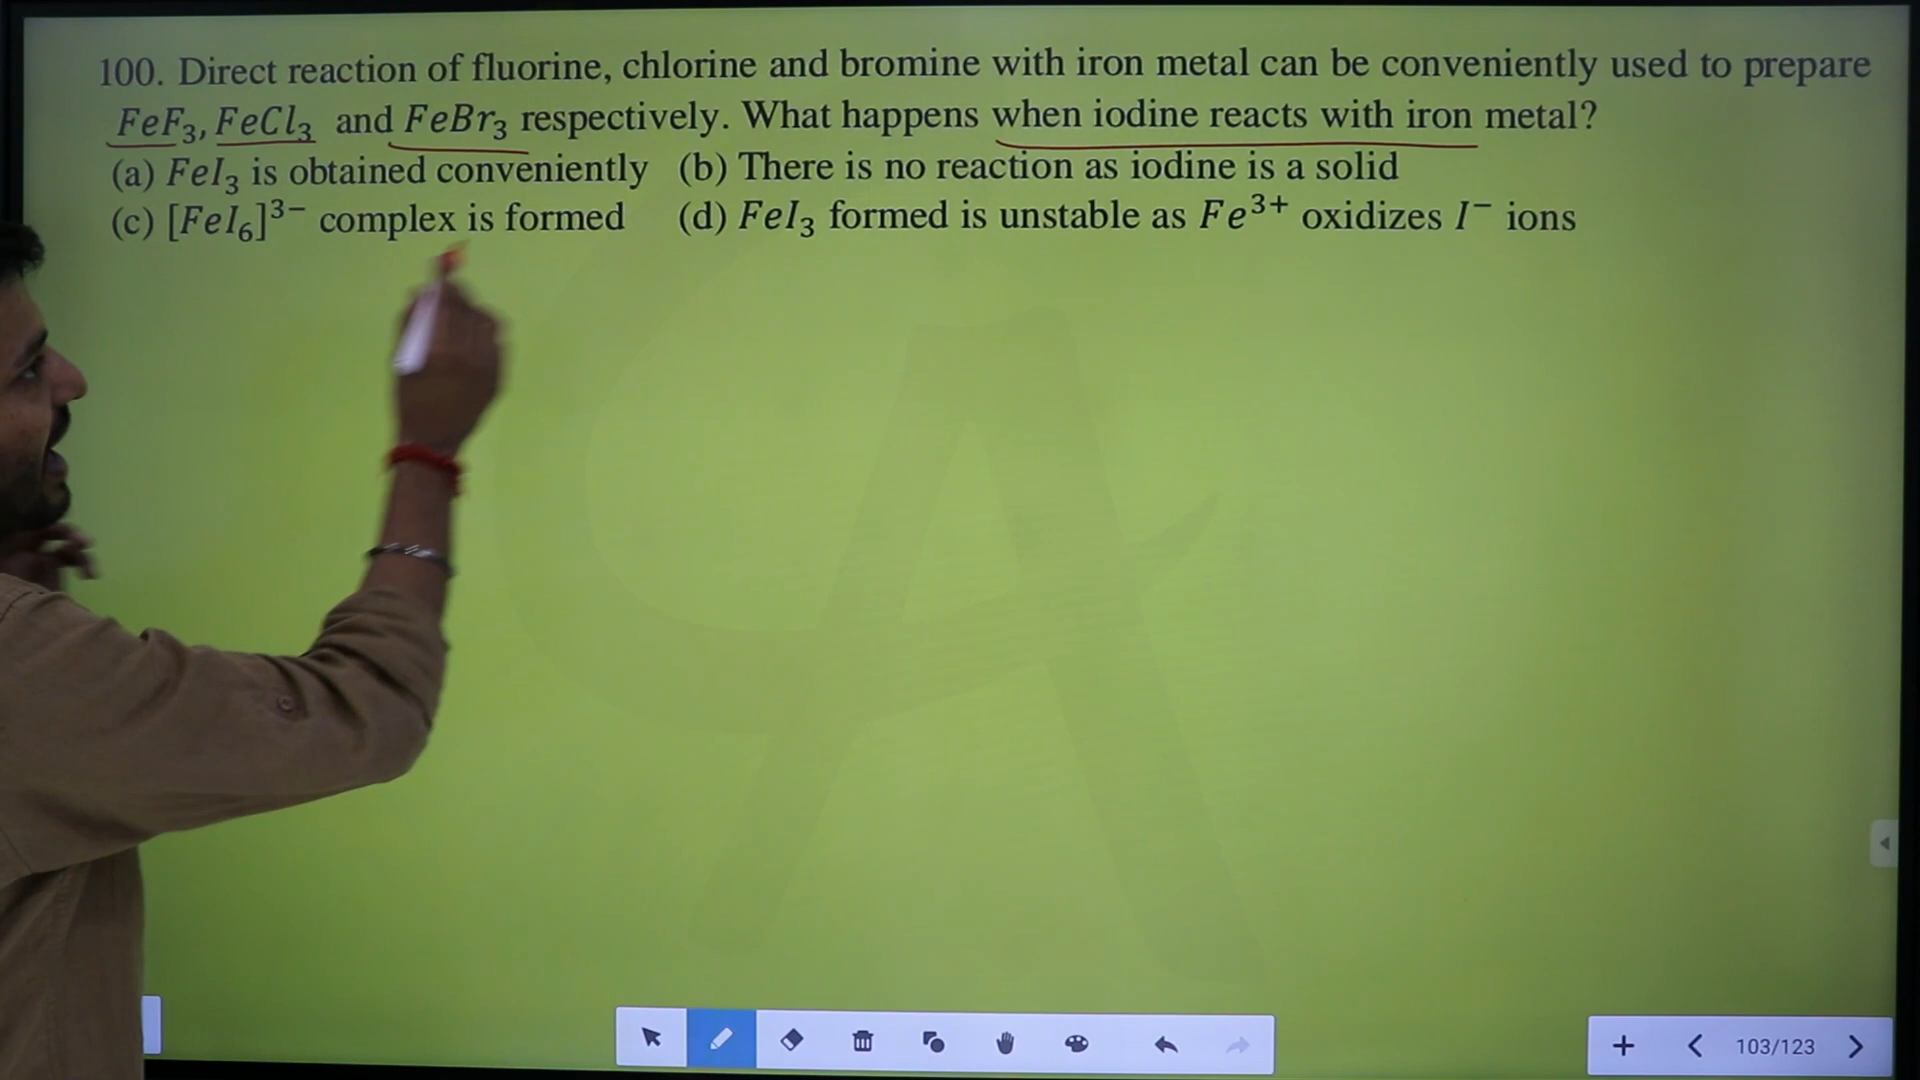 100. Direct reaction of fluorine, chlorine and bromine with iron metal can be conveniently used to prepare
FeF₃, FeCl₃ and FeBr₃ respectively. What happens when iodine reacts with iron metal?
(a) FeI₃ is obtained conveniently (b) There is no reaction as iodine is a solid
(c) [FeI₆]³⁻ complex is formed (d) FeI₃ formed is unstable as Fe³⁺ oxidizes I⁻ ions
103/123